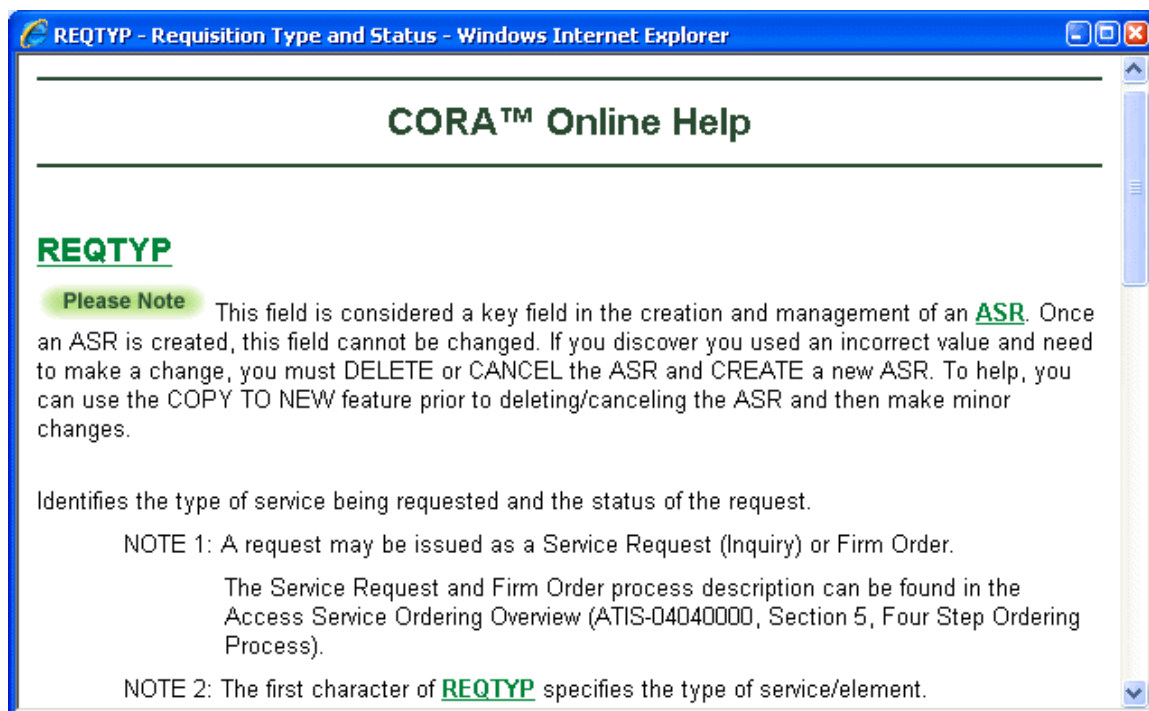 REQTYP - Requisition Type and Status - Windows Internet Explorer
CORA™ Online Help
REQTYP
Please Note This field is considered a key field in the creation and management of an ASR. Once
an ASR is created, this field cannot be changed. If you discover you used an incorrect value and need
to make a change, you must DELETE or CANCEL the ASR and CREATE a new ASR. To help, you
can use the COPY TO NEW feature prior to deleting/canceling the ASR and then make minor
changes.
Identifies the type of service being requested and the status of the request.
NOTE 1: A request may be issued as a Service Request (Inquiry) or Firm Order.
The Service Request and Firm Order process description can be found in the
Access Service Ordering Overview (ATIS-04040000, Section 5, Four Step Ordering
Process).
NOTE 2: The first character of REQTYP specifies the type of service/element.